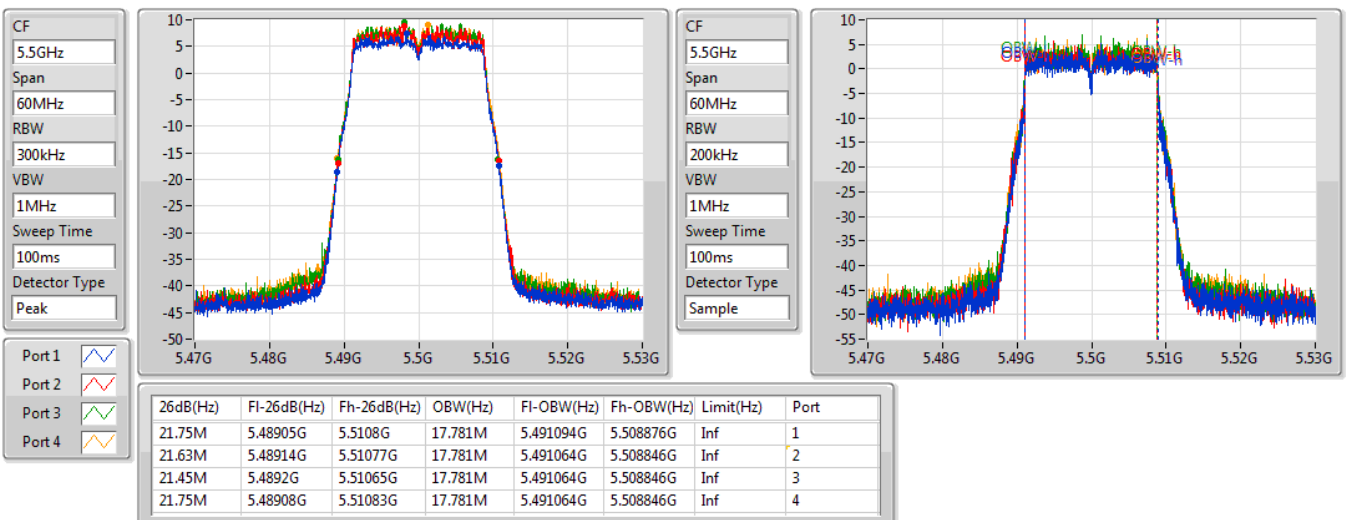 CF
5.5GHz
Span
60MHz
RBW
300kHz
VBW
1MHz
Sweep Time
100ms
Detector Type
Peak
10
5
0
-5
-10
-15
-20
-25
-30
-35
-40
-45
-50
5.47G 5.48G 5.49G 5.5G 5.51G 5.52G 5.53G
CF
5.5GHz
Span
60MHz
RBW
200kHz
VBW
1MHz
Sweep Time
100ms
Detector Type
Sample
10
5
0
-5
-10
-15
-20
-25
-30
-35
-40
-45
-50
-55
OBW-h
5.47G 5.48G 5.49G 5.5G 5.51G 5.52G 5.53G
Port 1
Port 2
Port 3
Port 4
26dB(Hz) Fl-26dB(Hz) Fh-26dB(Hz) OBW(Hz) Fl-OBW(Hz) Fh-OBW(Hz) Limit(Hz) Port
21.75M 5.48905G 5.5108G 17.781M 5.491094G 5.508876G Inf 1
21.63M 5.48914G 5.51077G 17.781M 5.491064G 5.508846G Inf 2
21.45M 5.4892G 5.51065G 17.781M 5.491064G 5.508846G Inf 3
21.75M 5.48908G 5.51083G 17.781M 5.491064G 5.508846G Inf 4